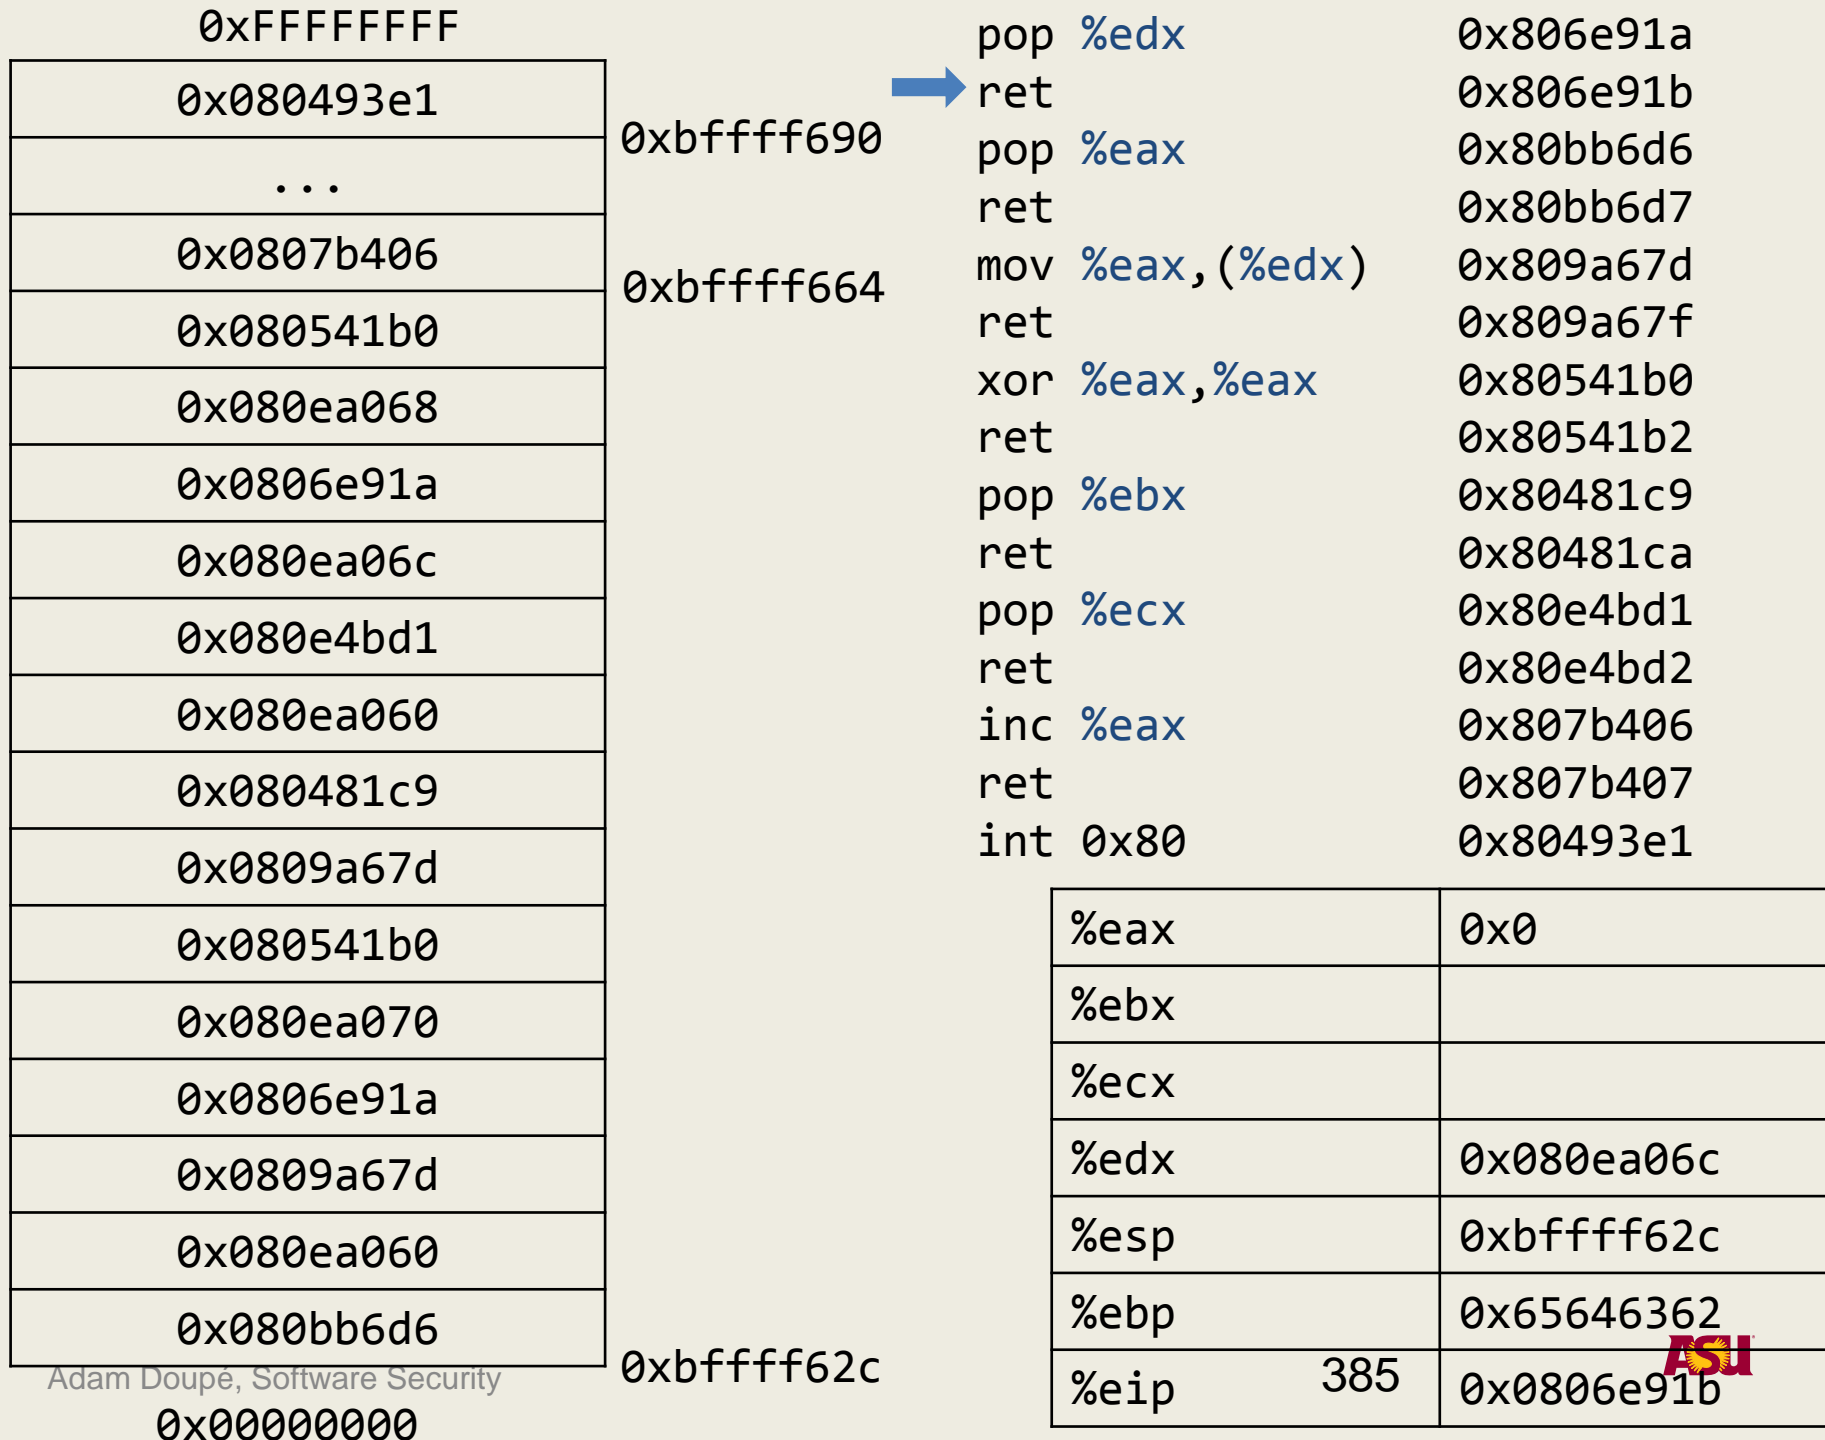 0xFFFFFFFF
0x080493e1
0xbffff690
...
0x0807b406
0xbffff664
0x080541b0
0x080ea068
0x0806e91a
0x080ea06c
0x080e4bd1
0x080ea060
0x080481c9
0x0809a67d
0x080541b0
0x080ea070
0x0806e91a
0x0809a67d
0x080ea060
0x080bb6d6
0xbffff62c
Adam Doupé, Software Security
0x00000000
pop %edx 0x806e91a
ret 0x806e91b
pop %eax 0x80bb6d6
ret 0x80bb6d7
mov %eax,(%edx) 0x809a67d
ret 0x809a67f
xor %eax,%eax 0x80541b0
ret 0x80541b2
pop %ebx 0x80481c9
ret 0x80481ca
pop %ecx 0x80e4bd1
ret 0x80e4bd2
inc %eax 0x807b406
ret 0x807b407
int 0x80 0x80493e1
%eax 0x0
%ebx
%ecx
%edx 0x080ea06c
%esp 0xbffff62c
%ebp 0x65646362
%eip 0x0806e91b
385
ASU